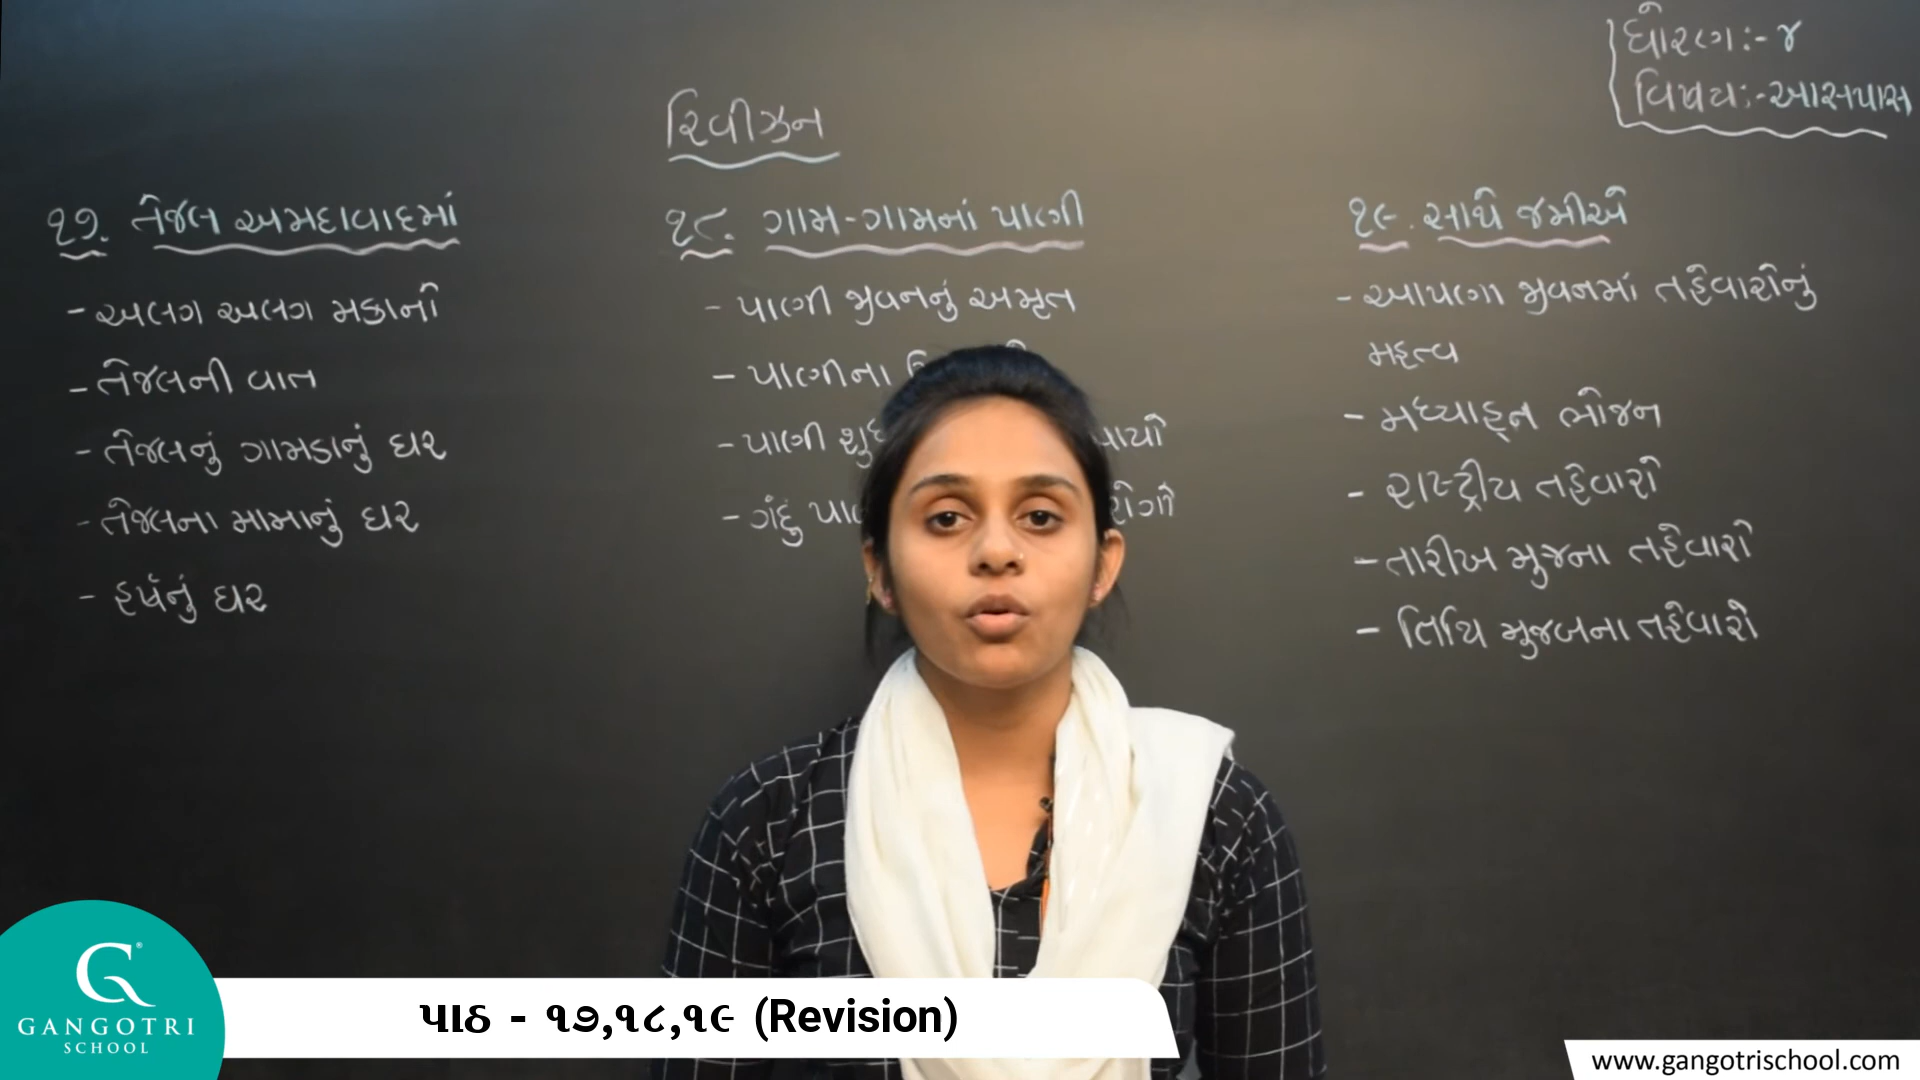 ધોરણ:- ૪
વિષય:- આસપાસ
રિવીઝન
૧૭. તેજલ અમદાવાદમાં
- અલગ અલગ મકાનો
- તેજલની વાત
- તેજલનું ગામડાનું ઘર
- તેજલના મામાનું ઘર
- હર્ષનું ઘર
૧૮. ગામ-ગામનાં પાણી
- પાણી જીવનનું અમૃત
- પાણીના
- પાણી
- ગંદું રોગો
૧૯. સાથે જમીએ
- આપણા જીવનમાં તહેવારોનું
મહત્વ
- મધ્યાહ્ન ભોજન
- રાષ્ટ્રીય તહેવારો
- તારીખ મુજના તહેવારો
- તિથિ મુજબના તહેવારો
પાઠ - ૧૭,૧૮,૧૯ (Revision)
GANGOTRI
SCHOOL
www.gangotrischool.com